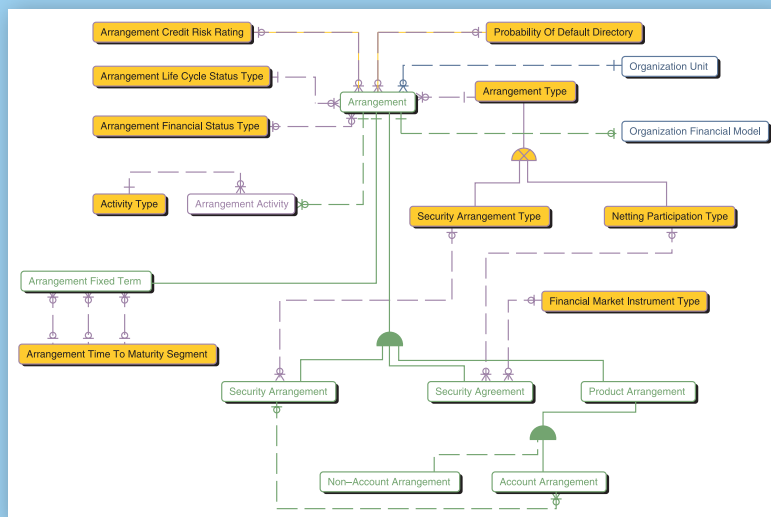 Arrangement Credit Risk Rating
Probability Of Default Directory
Organization Unit
Arrangement Life Cycle Status Type
Arrangement Type
Arrangement
Arrangement Financial Status Type
Organization Financial Model
Activity Type
Arrangement Activity
Security Arrangement Type
Netting Participation Type
Arrangement Fixed Term
Financial Market Instrument Type
Arrangement Time To Maturity Segment
Security Arrangement
Security Agreement
Product Arrangement
Non–Account Arrangement
Account Arrangement